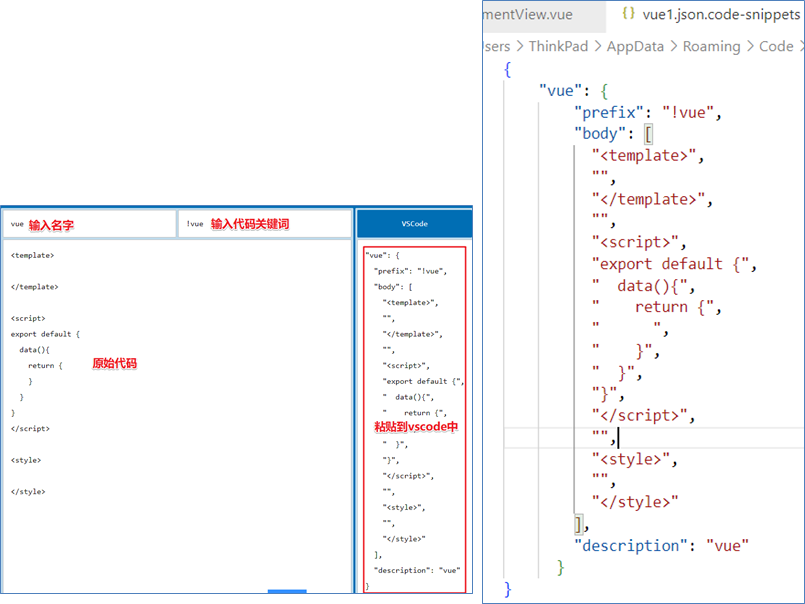 vue 输入名字
!vue 输入代码关键词
VSCode
<template>
</template>
<script>
export default {
  data(){
    return {
    }
  }
}
</script>
<style>
</style>
原始代码
"vue": {
  "prefix": "!vue",
  "body": [
    "<template>",
    "",
    "</template>",
    "",
    "<script>",
    "export default {",
    "  data(){",
    "    return {",
粘贴到vscode中
    "  }",
    "}",
    "</script>",
    "",
    "<style>",
    "",
    "</style>"
  ],
  "description": "vue"
}
mentView.vue
{} vue1.json.code-snippets
sers > ThinkPad > AppData > Roaming > Code >
{
    "vue": {
        "prefix": "!vue",
        "body": [
          "<template>",
          "",
          "</template>",
          "",
          "<script>",
          "export default {",
          "  data(){",
          "    return {",
          "      ",
          "    }",
          "  }",
          "}",
          "</script>",
          "",
          "<style>",
          "",
          "</style>"
        ],
        "description": "vue"
      }
}